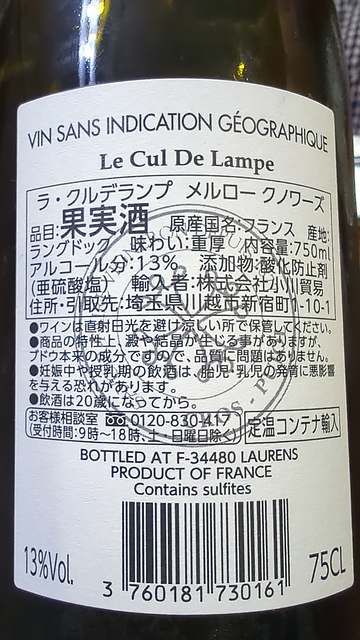 VIN SANS INDICATION GÉOGRAPHIQUE
Le Cul De Lampe
ラ・クルデランプ メルロー クノワーズ
品目:果実酒 原産国名:フランス 産地:
ラングドック 味わい:重厚 内容量:750ml
アルコール分:13% 添加物:酸化防止剤
(亜硫酸塩) 輸入者:株式会社小川貿易
住所・引取先:埼玉県川越市新宿町1-10-1
●ワインは直射日光を避け涼しい所で保管してください。
●商品の特性上、澱や結晶が生じる事がありますが、
ブドウ本来の成分ですので、品質に問題はありません。
●妊娠中や授乳期の飲酒は、胎児・乳児の発育に悪影響
を与える恐れがあります。
●飲酒は20歳になってから。
お客様相談室 0120-830-417
(受付時間:9時〜18時、土・日曜日除く) 定温コンテナ輸入
BOTTLED AT F-34480 LAURENS
PRODUCT OF FRANCE
Contains sulfites
13%Vol. 75CL
3 760181 730161